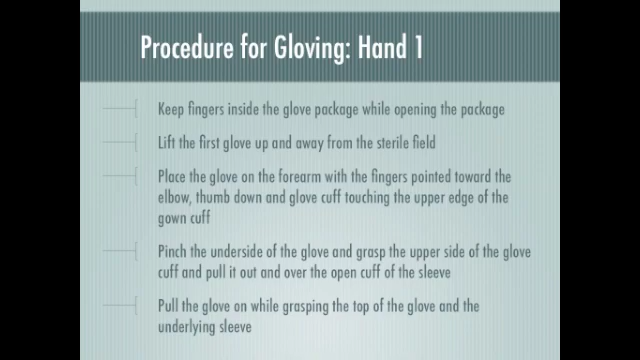 Procedure for Gloving: Hand 1
Keep fingers inside the glove package while opening the package
Lift the first glove up and away from the sterile field
Place the glove on the forearm with the fingers pointed toward the
elbow, thumb down and glove cuff touching the upper edge of the
gown cuff
Pinch the underside of the glove and grasp the upper side of the glove
cuff and pull it out and over the open cuff of the sleeve
Pull the glove on while grasping the top of the glove and the
underlying sleeve